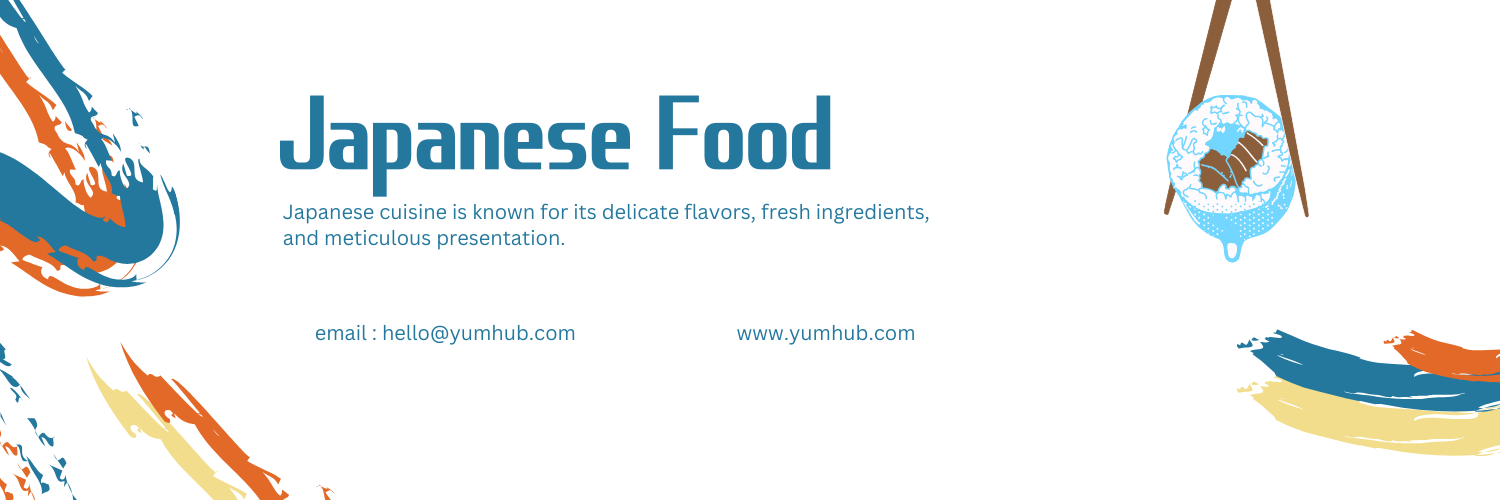 Japanese Food
Japanese cuisine is known for its delicate flavors, fresh ingredients,
and meticulous presentation.
email : hello@yumhub.com
www.yumhub.com